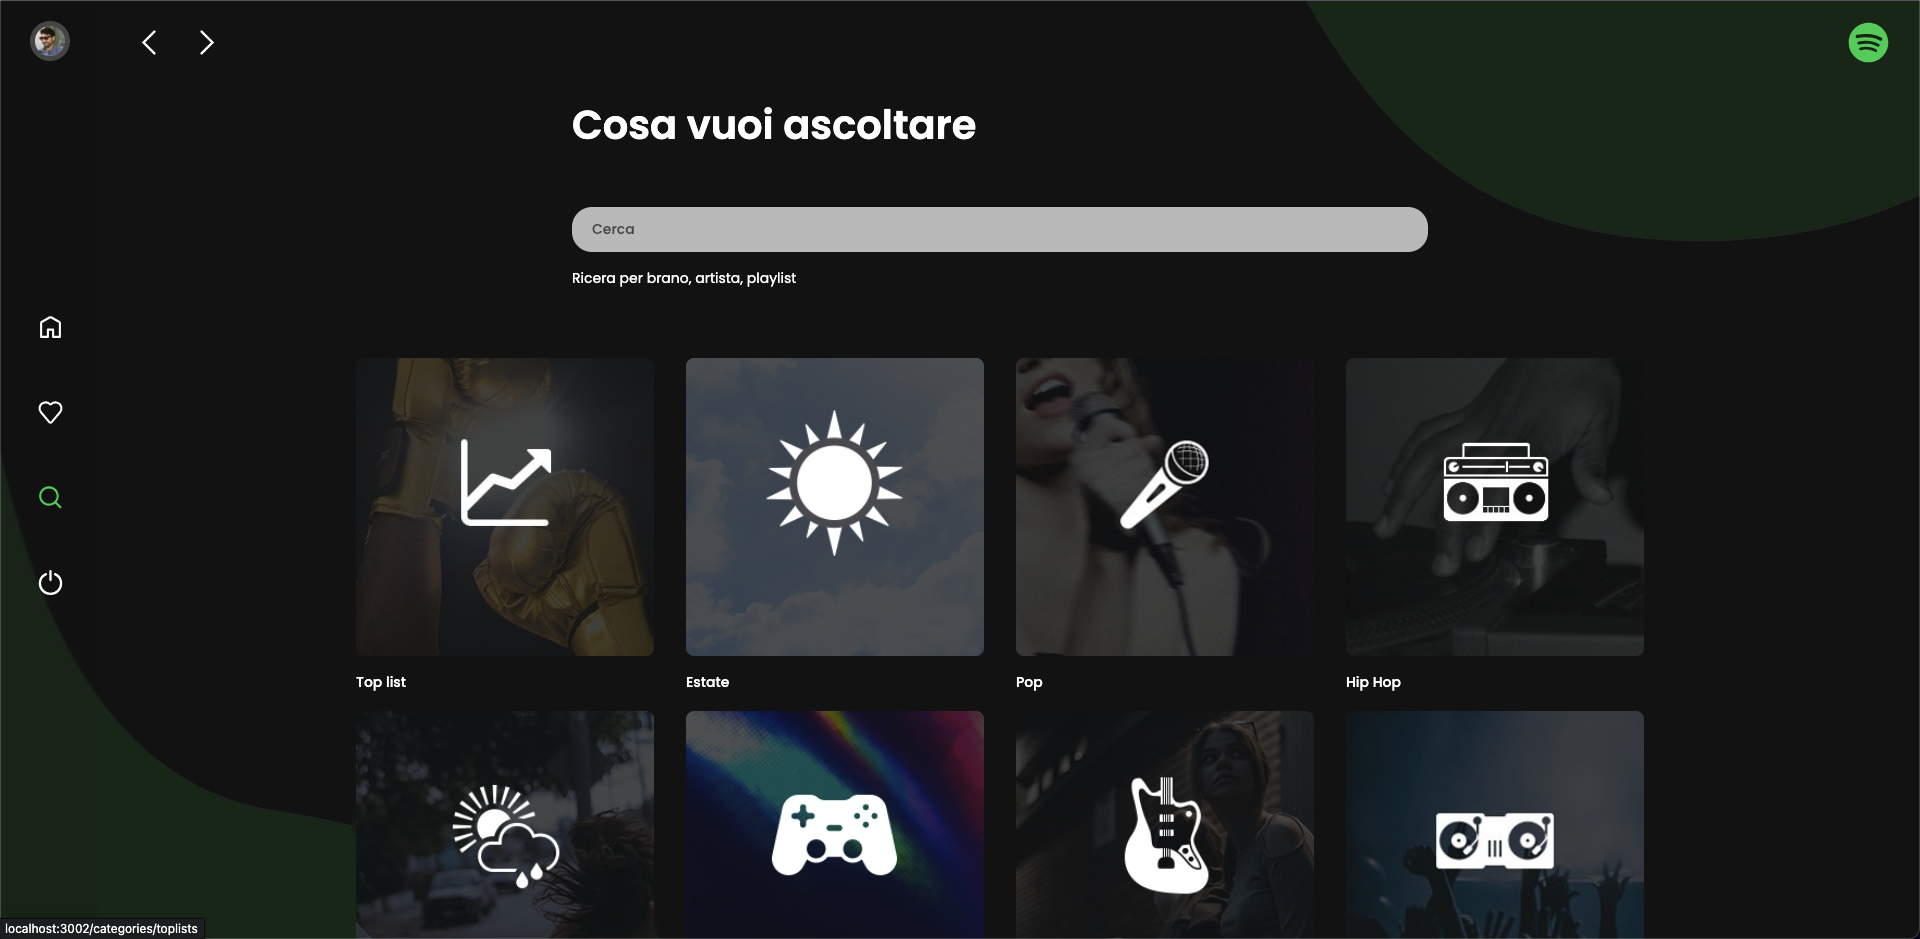 Cosa vuoi ascoltare
Cerca
Ricera per brano, artista, playlist
Top list
Estate
Pop
Hip Hop
localhost:3002/categories/toplists